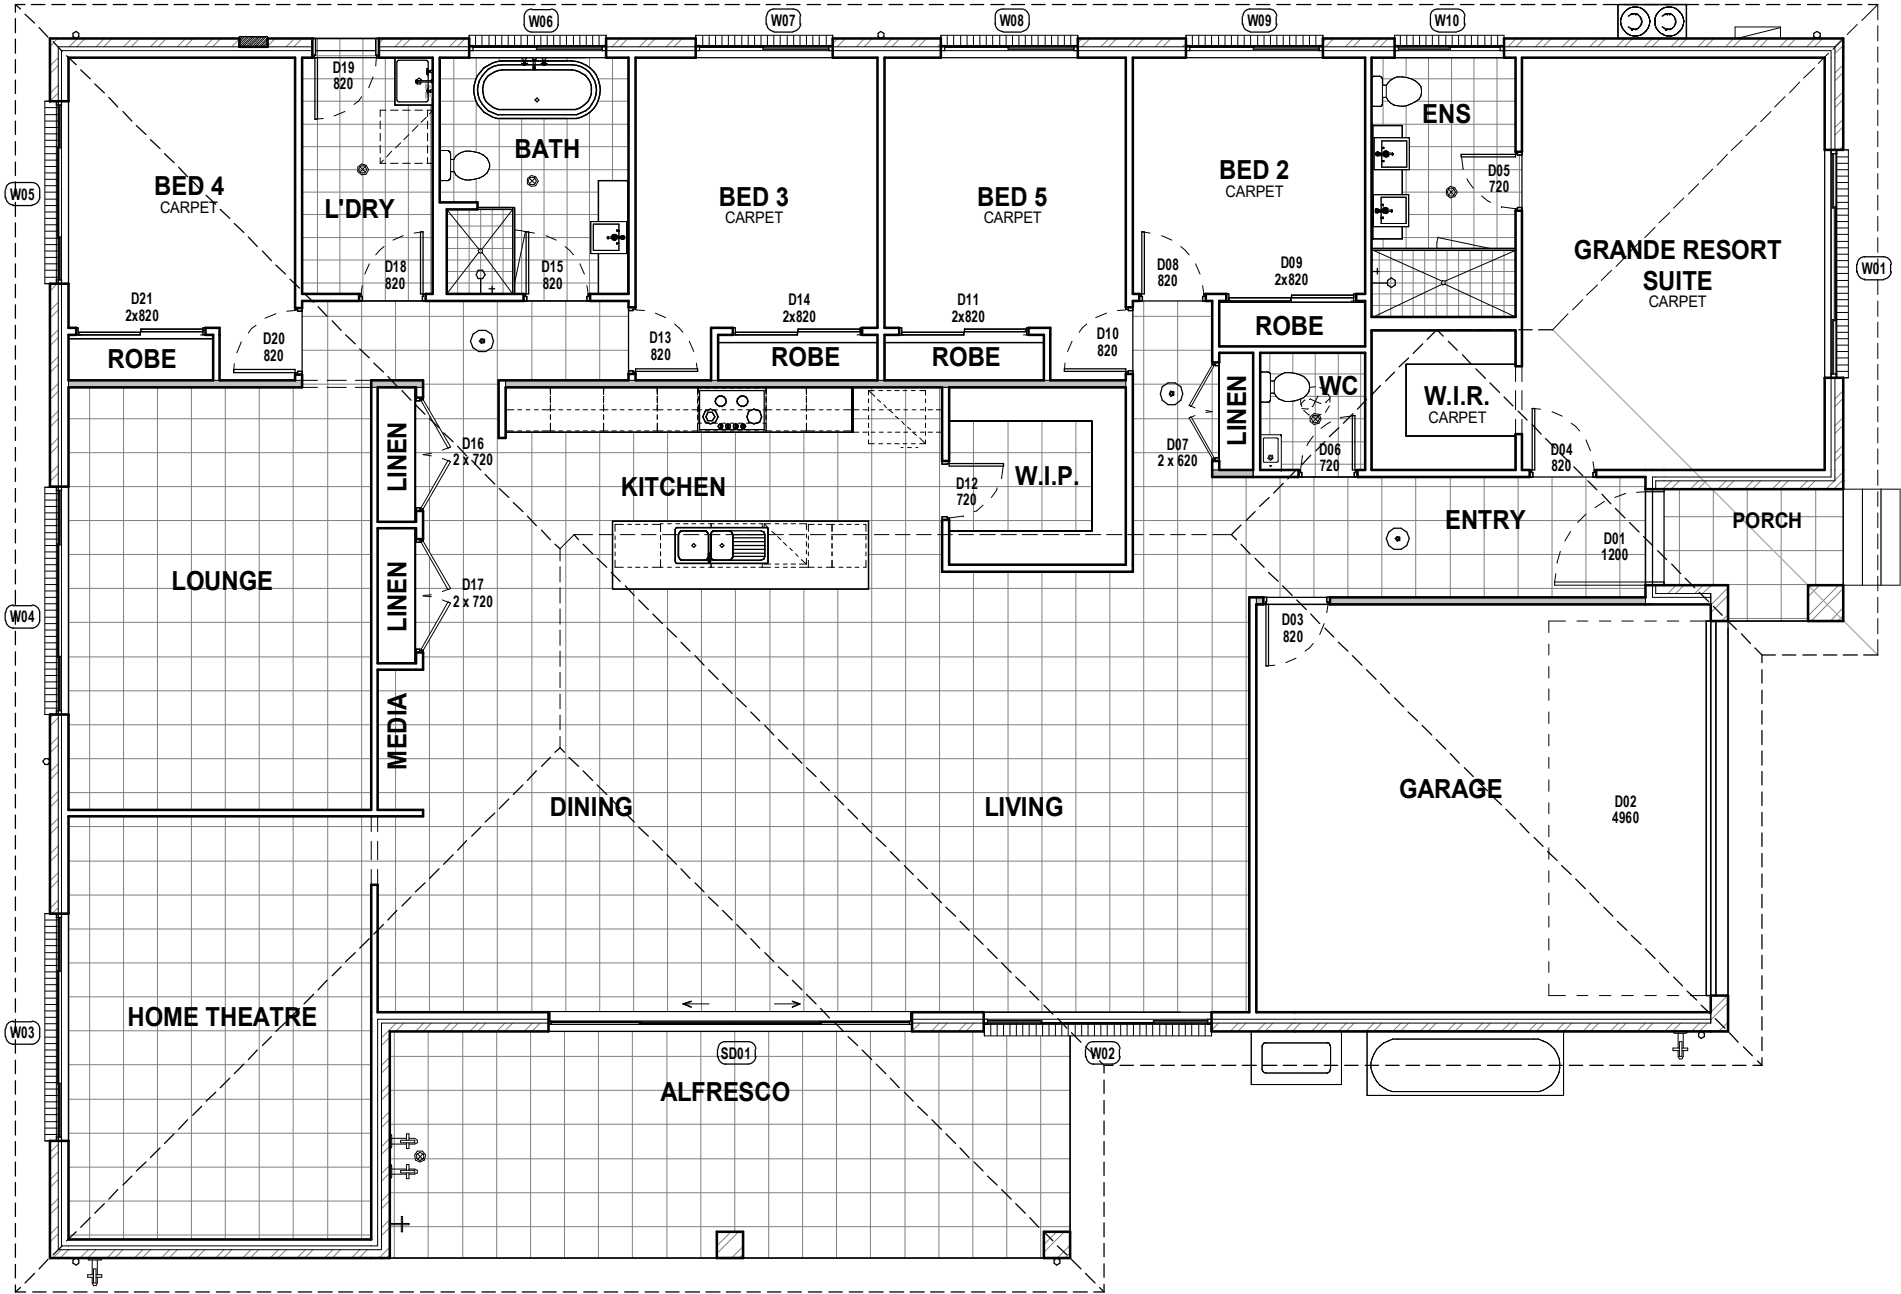 W06
W07
W08
W09
W10
D19
820
BATH
ENS
BED 4
CARPET
L'DRY
BED 3
CARPET
BED 5
CARPET
BED 2
CARPET
D05
720
W05
GRANDE RESORT
SUITE
CARPET
W01
D18
820
D15
820
D08
820
D09
2x820
D21
2x820
D14
2x820
D11
2x820
D20
820
D13
820
D10
820
ROBE
ROBE
ROBE
ROBE
WC
LINEN
W.I.R.
CARPET
LINEN
D16
2 x 720
D07
2 x 620
D06
720
D04
820
KITCHEN
D12
720
W.I.P.
ENTRY
PORCH
D01
1200
LOUNGE
LINEN
D17
2 x 720
W04
D03
820
MEDIA
GARAGE
DINING
LIVING
D02
4960
HOME THEATRE
W03
SD01
W02
ALFRESCO